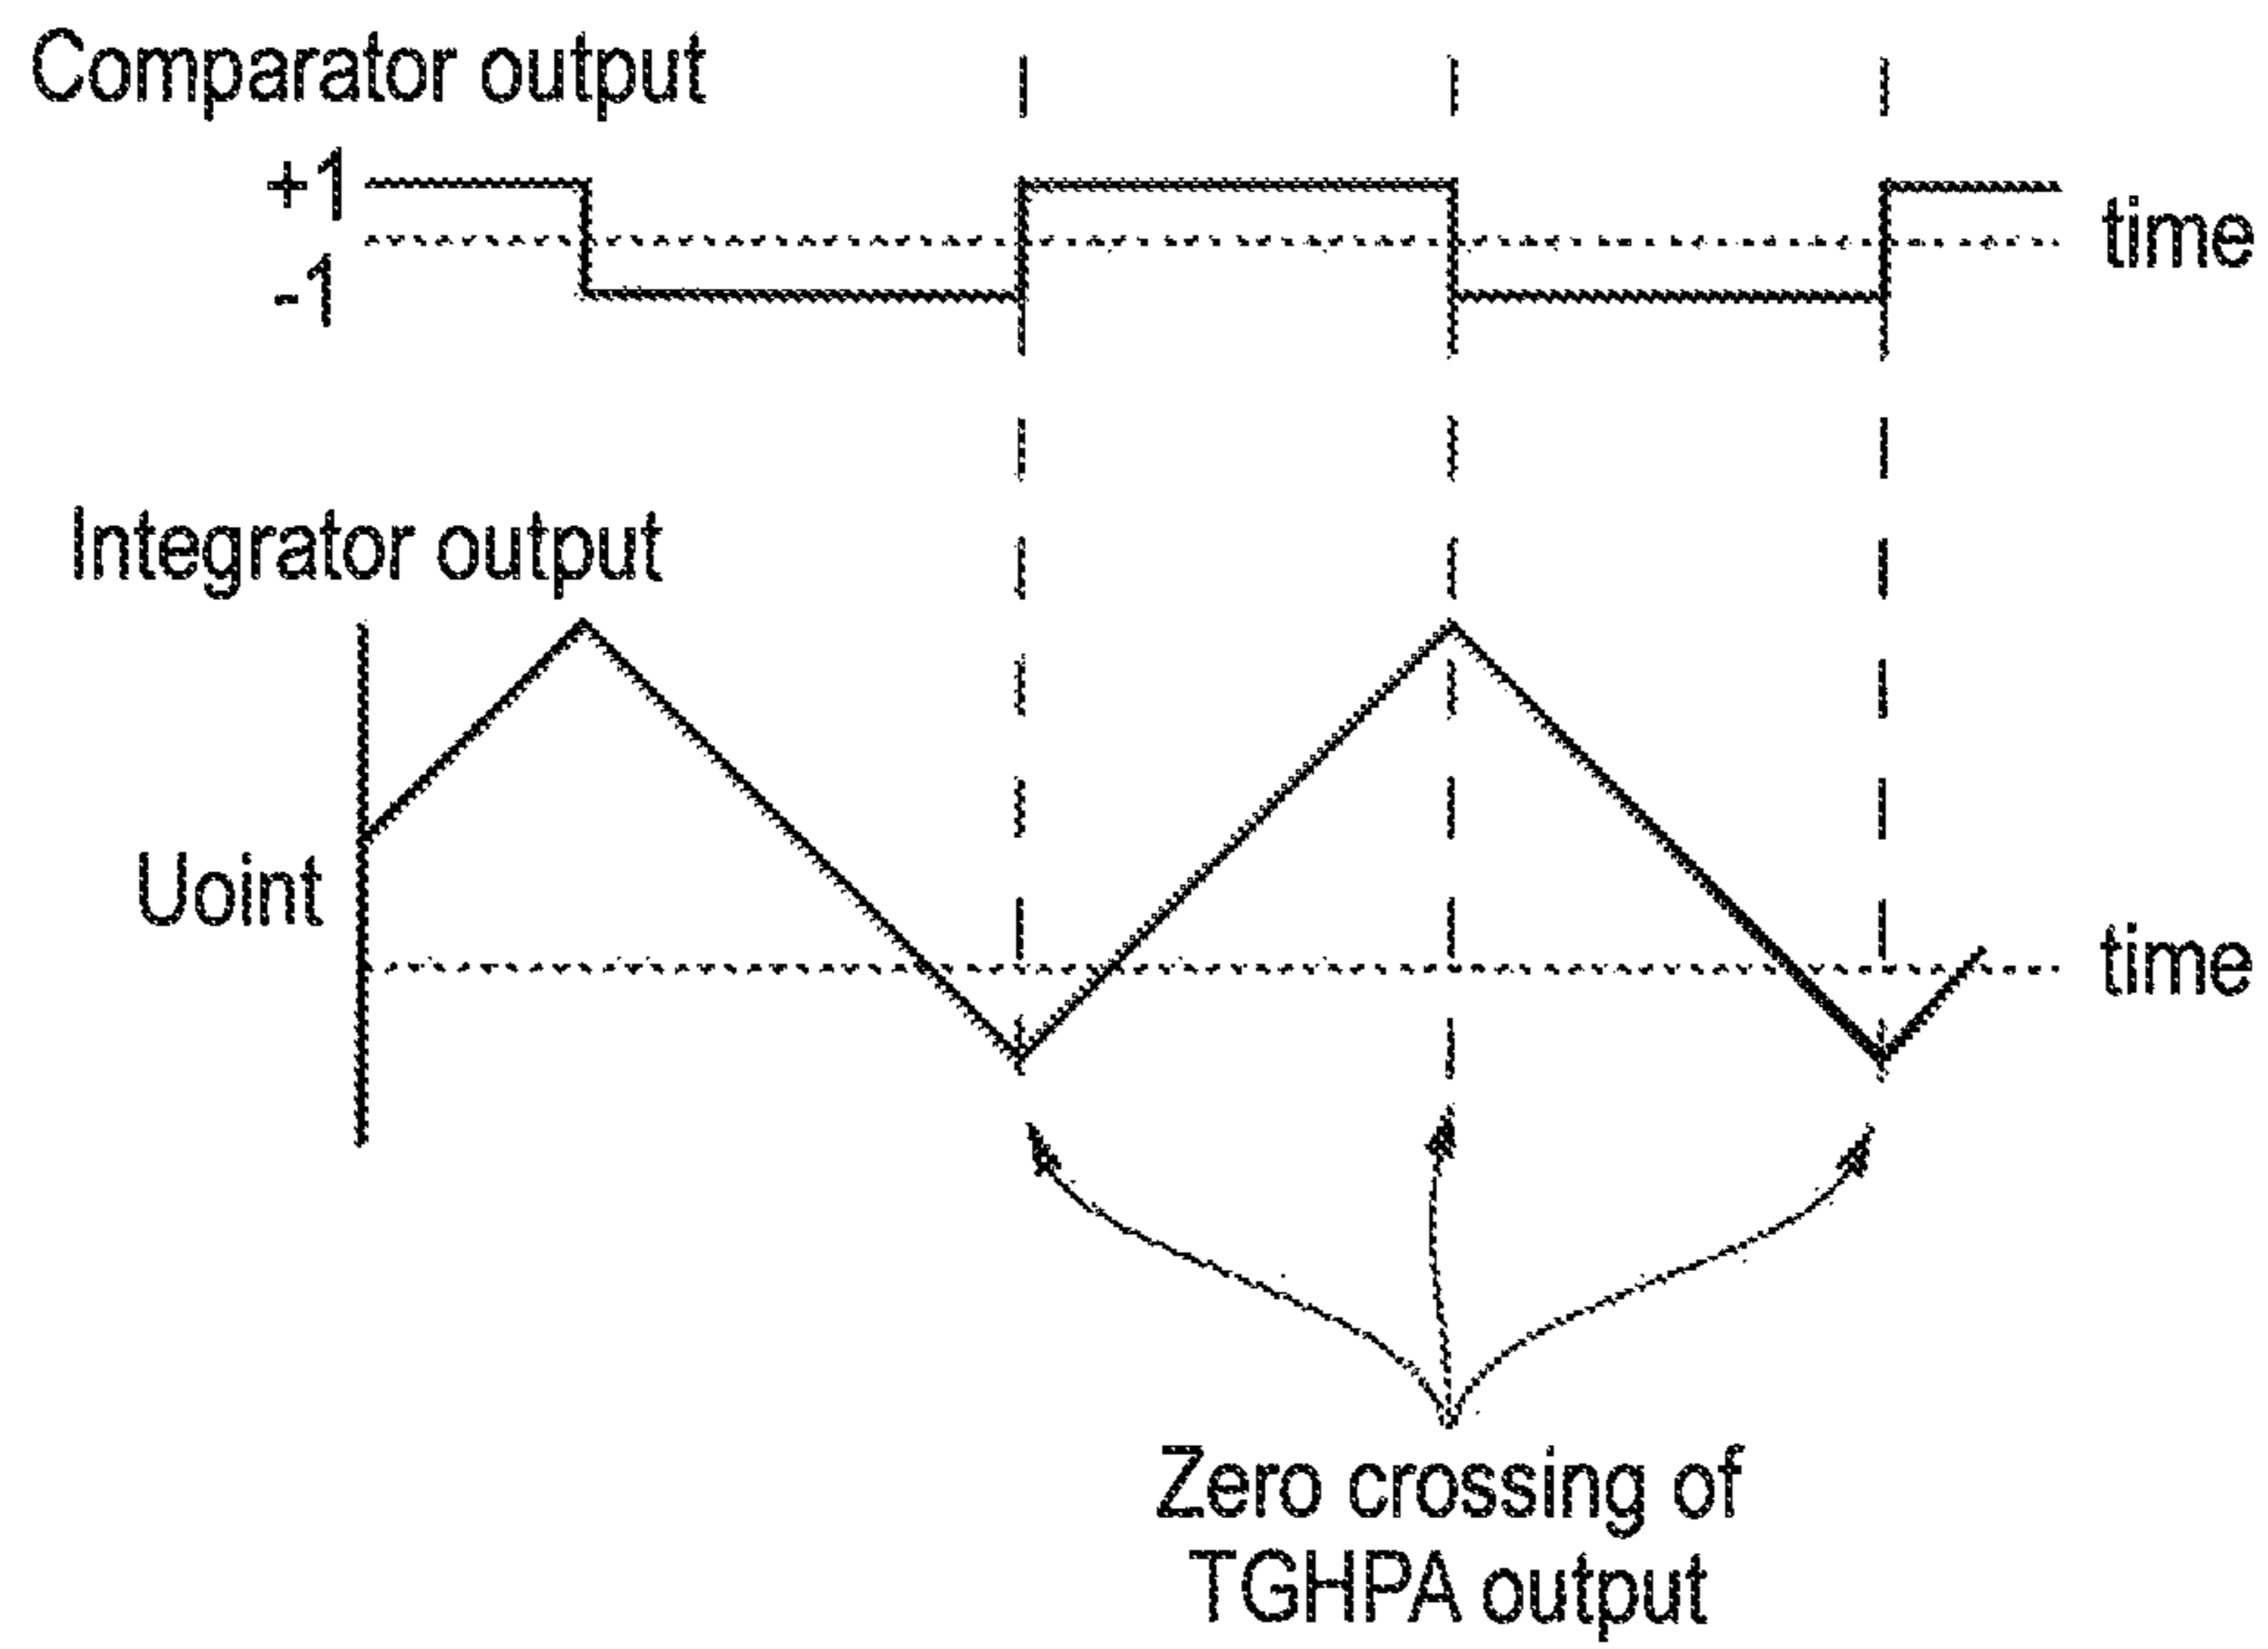 Comparator output
+1
-1
time
Integrator output
Uoint
time
Zero crossing of
TGHPA output